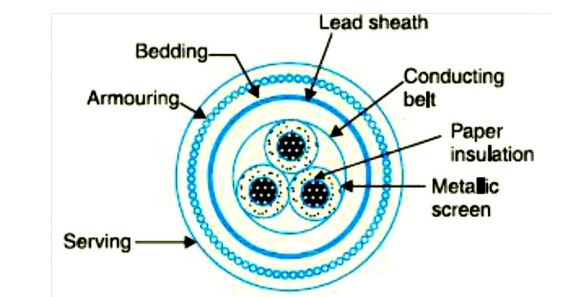 Lead sheath
Bedding
Conducting
belt
Armouring
Paper
insulation
Metallic
screen
Serving